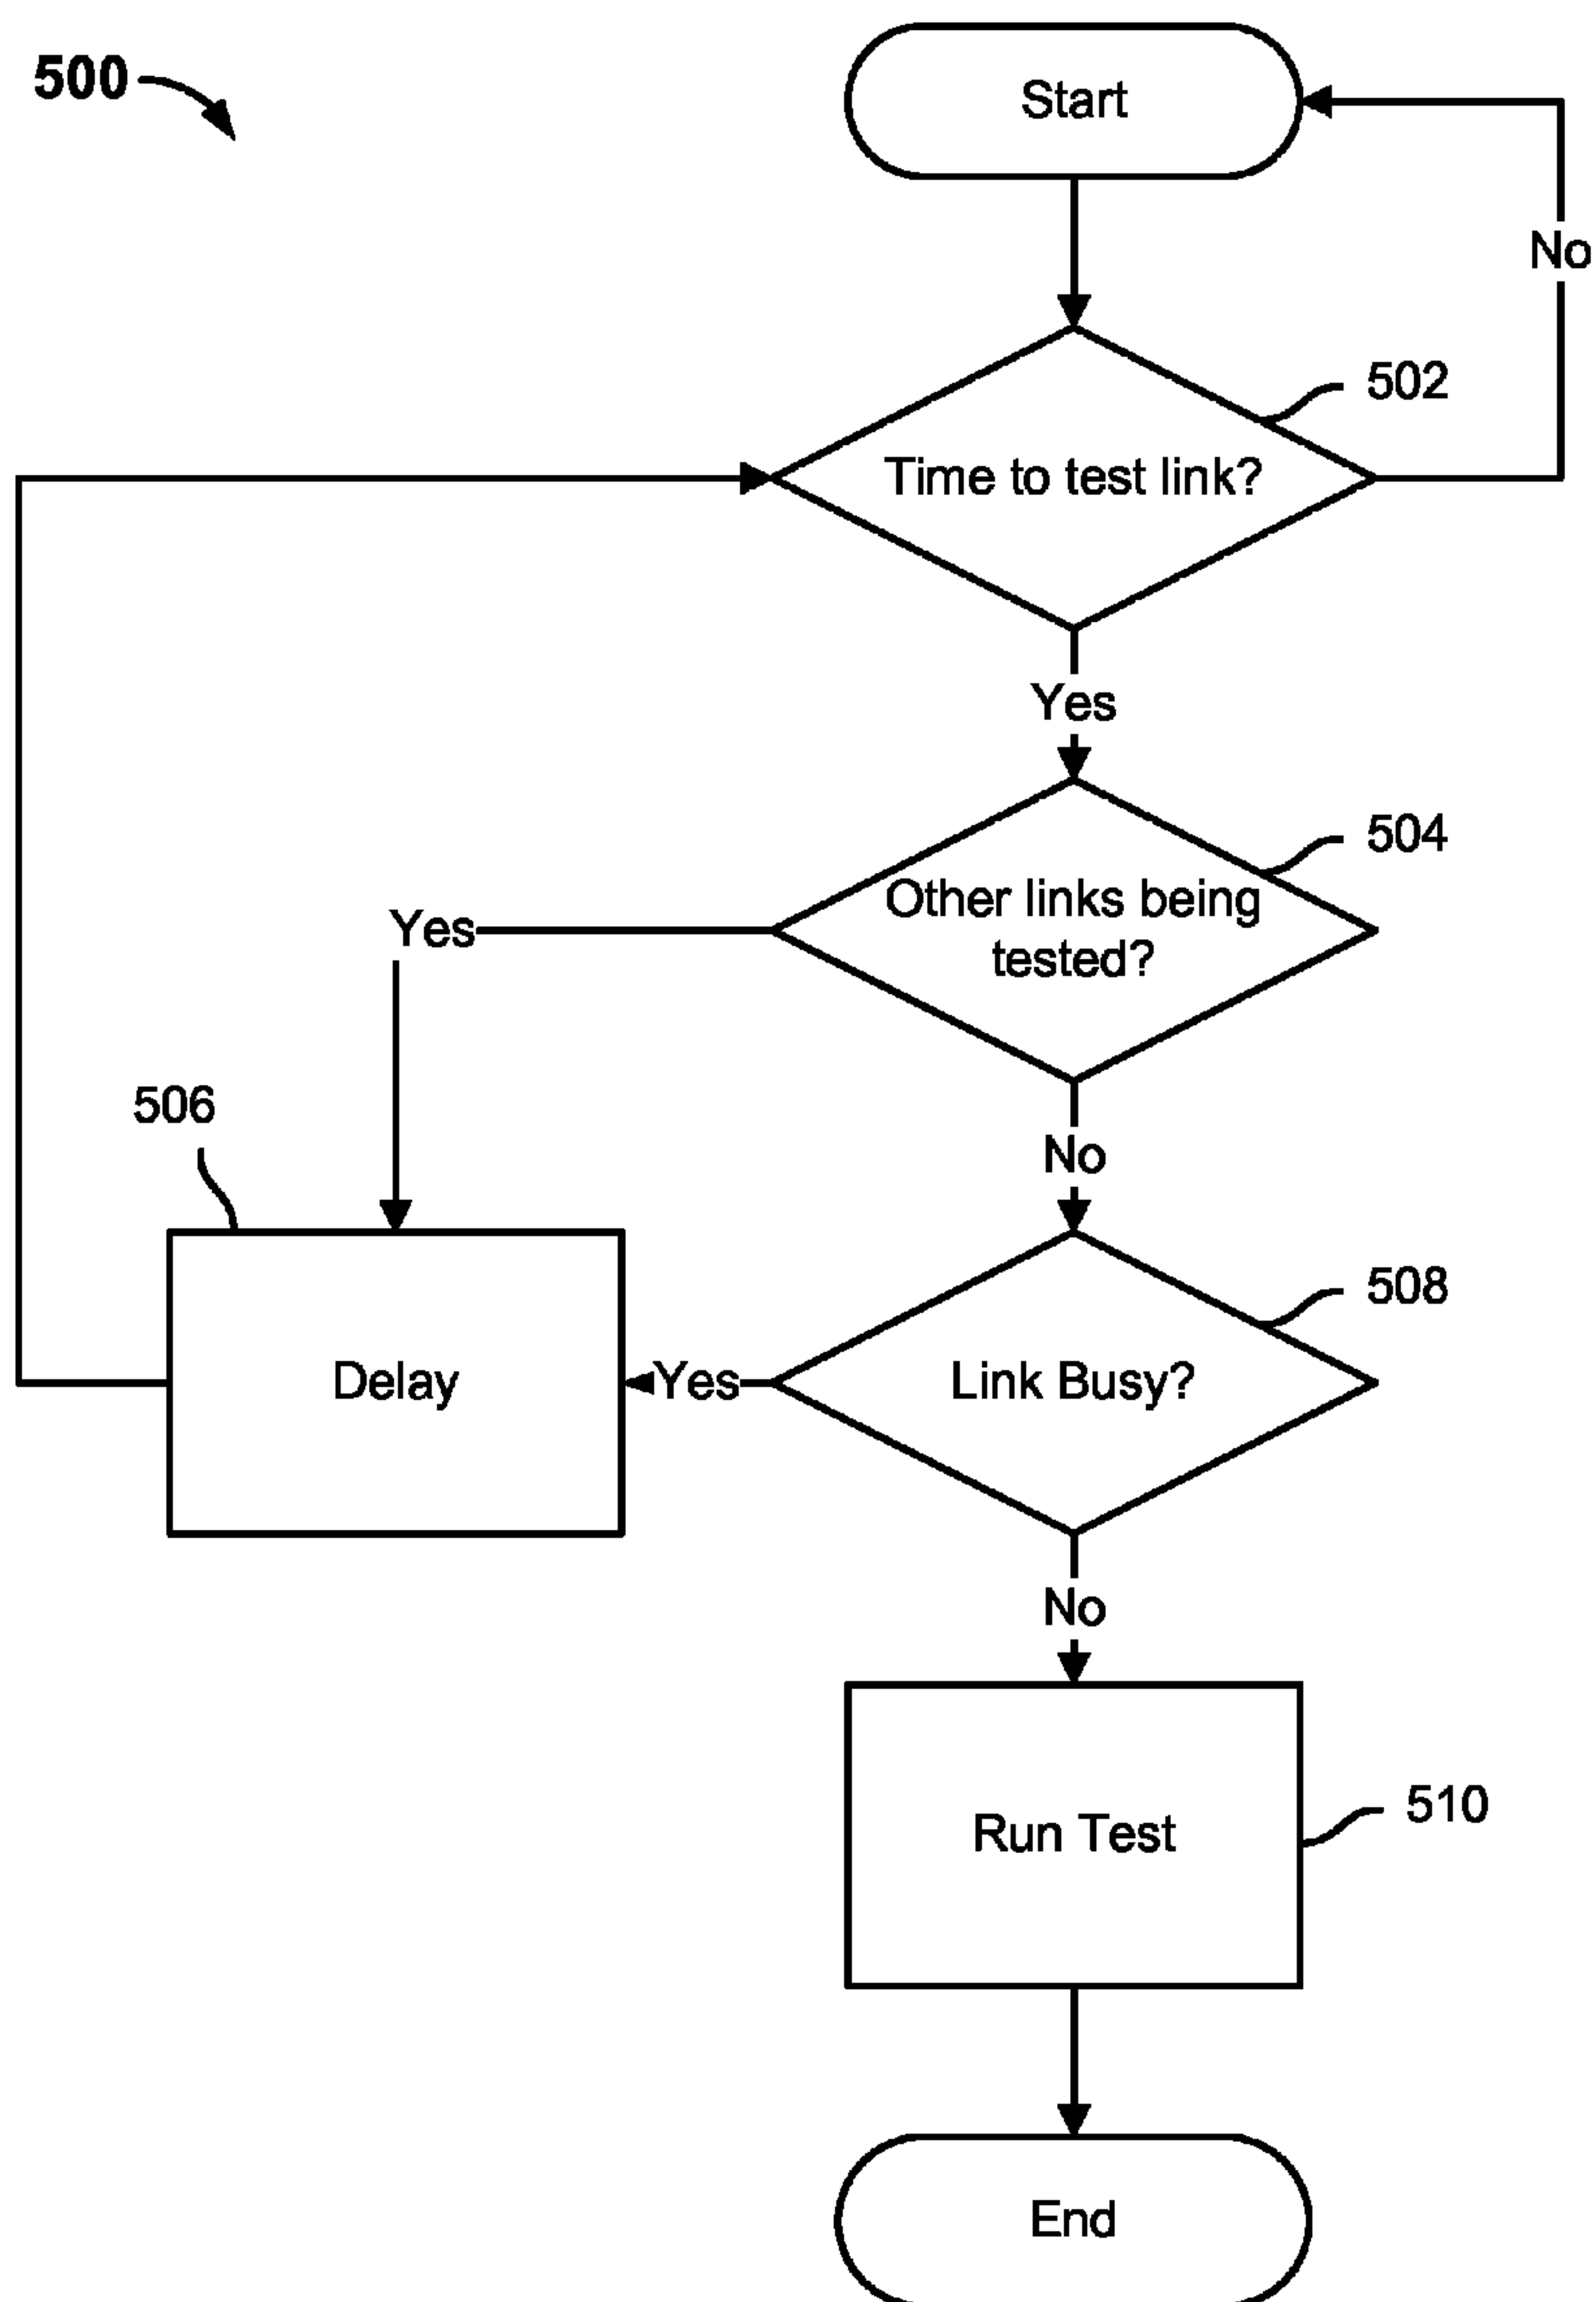 500
Start
No
502
Time to test link?
Yes
504
Other links being
tested?
Yes
506
No
508
Delay
Yes
Link Busy?
No
510
Run Test
End